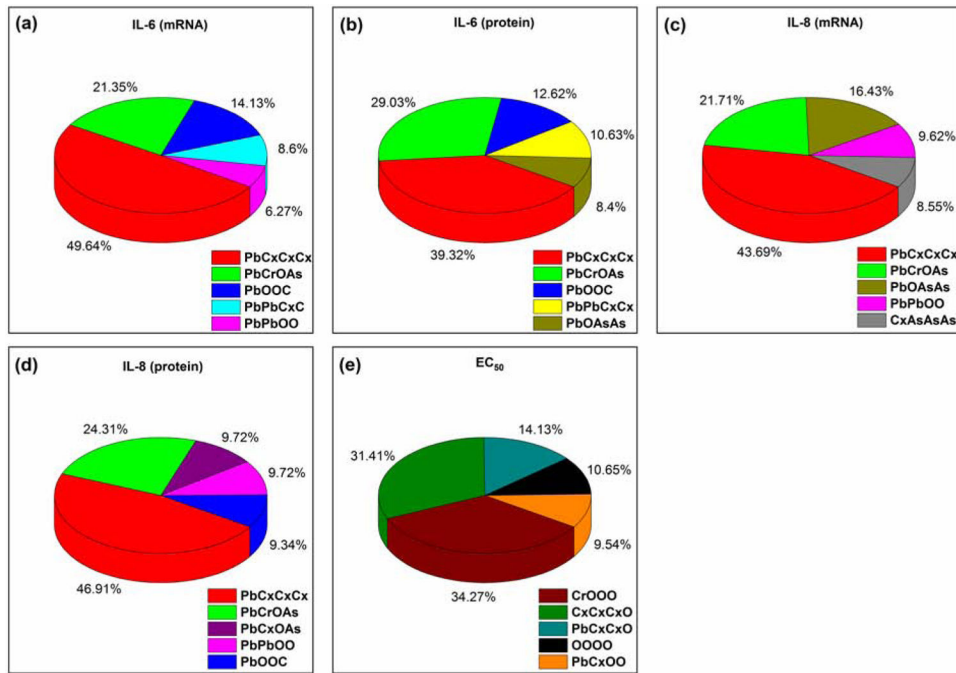 (a)
IL-6 (mRNA)
21.35%
14.13%
8.6%
6.27%
49.64%
PbCxCxCx
PbCrOAs
PbOOC
PbPbCxC
PbPbOO
(b)
IL-6 (protein)
29.03%
12.62%
10.63%
8.4%
39.32%
PbCxCxCx
PbCrOAs
PbOOC
PbPbCxCx
PbOAsAs
(c)
IL-8 (mRNA)
21.71%
16.43%
9.62%
8.55%
43.69%
PbCxCxCx
PbCrOAs
PbOAsAs
PbPbOO
CxAsAsAs
(d)
IL-8 (protein)
24.31%
9.72%
9.72%
9.34%
46.91%
PbCxCxCx
PbCrOAs
PbCxOAs
PbPbOO
PbOOC
(e)
EC₅₀
31.41%
14.13%
10.65%
9.54%
34.27%
CrOOO
CxCxCxO
PbCxCxO
OOOO
PbCxOO